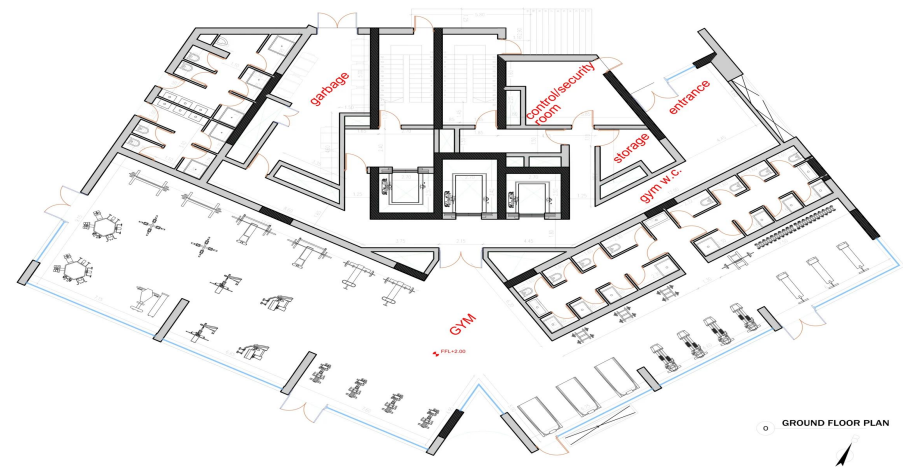 garbage
control/security
room
entrance
storage
gym w.c.
GYM
FFL+2.00
O GROUND FLOOR PLAN